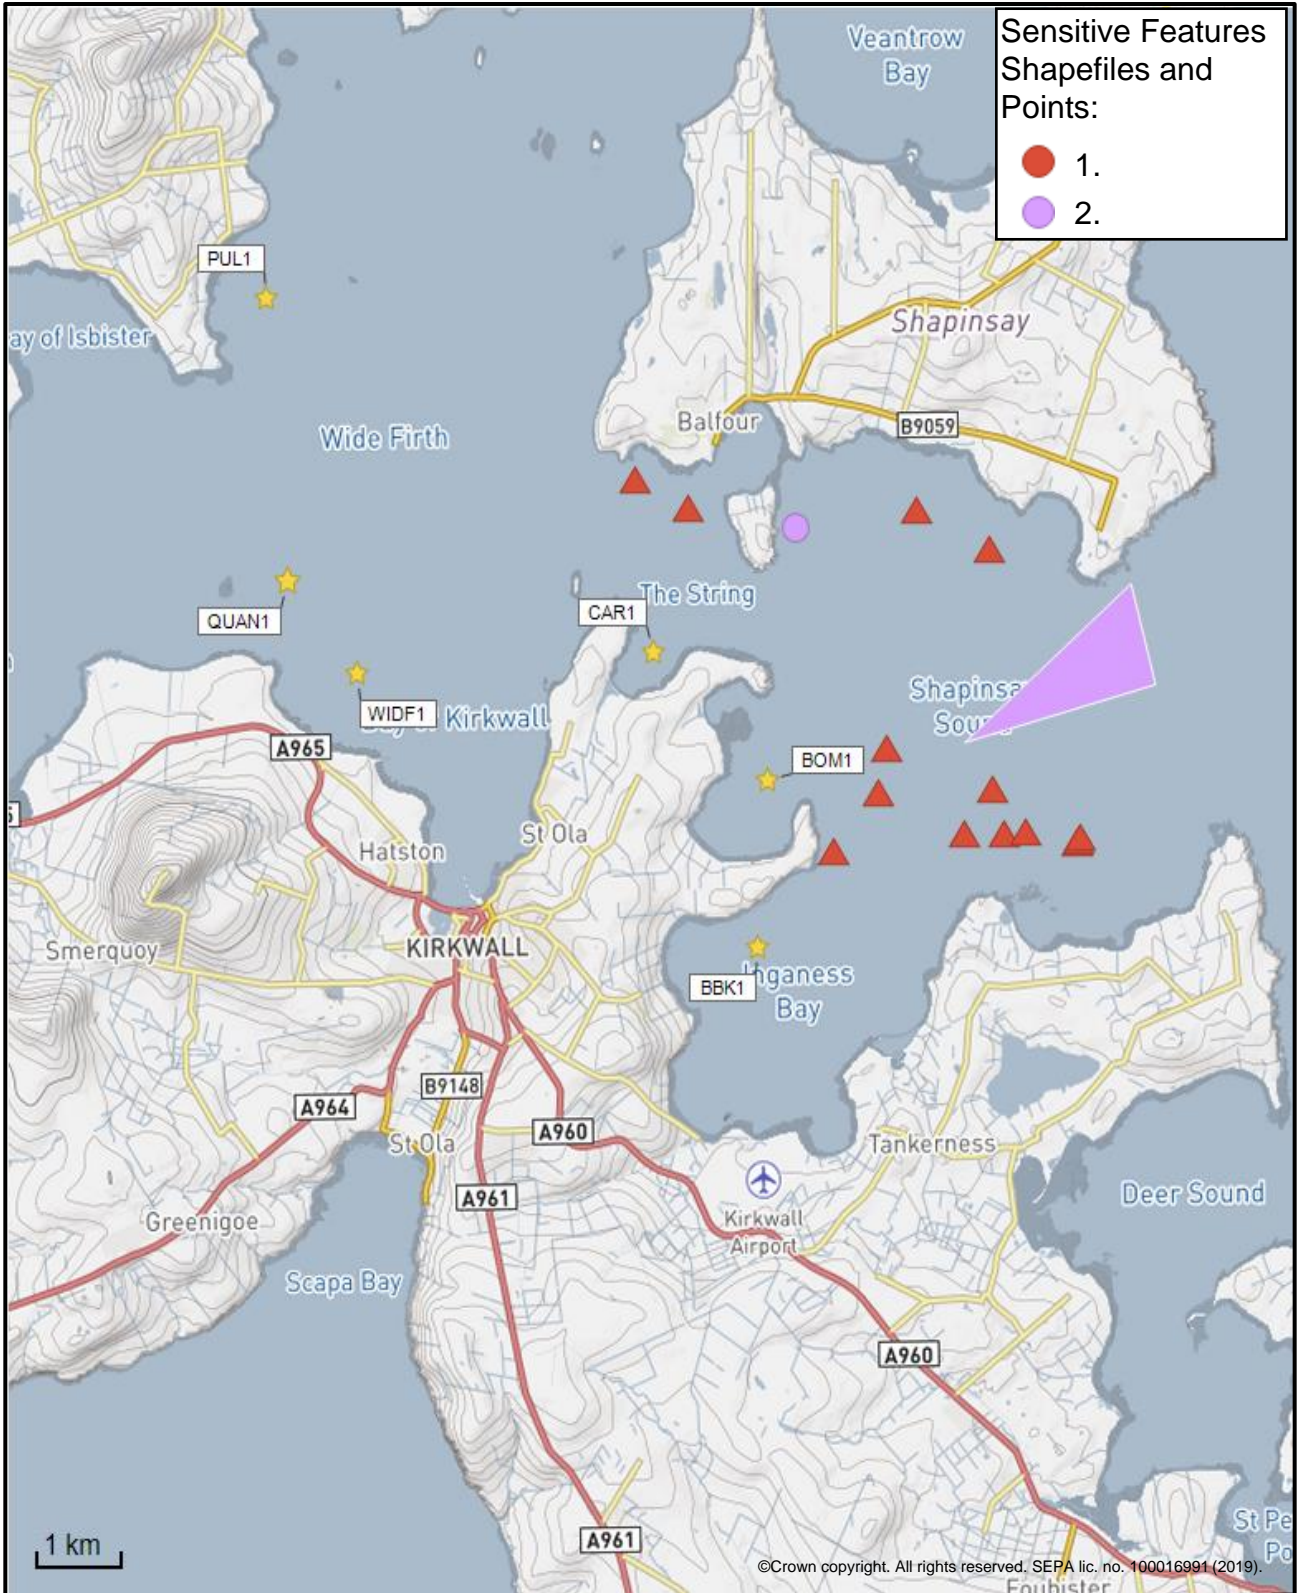 Veantrow
Bay
Sensitive Features
Shapefiles and
Points:
1.
2.
PUL1
ay of Isbister
Shapinsay
Wide Firth
Balfour
B9059
The String
CAR1
QUAN1
WIDF1
Kirkwall
Shapinsa
Sou
A965
BOM1
St Ola
Hatston
KIRKWALL
Smerquoy
Inganess
Bay
BBK1
B9148
A964
A960
St Ola
Tankerness
A961
Deer Sound
Greenigoe
Kirkwall
Airport
Scapa Bay
A960
A961
St Pe
Po
1 km
©Crown copyright. All rights reserved. SEPA lic. no. 100016991 (2019).
Foubister